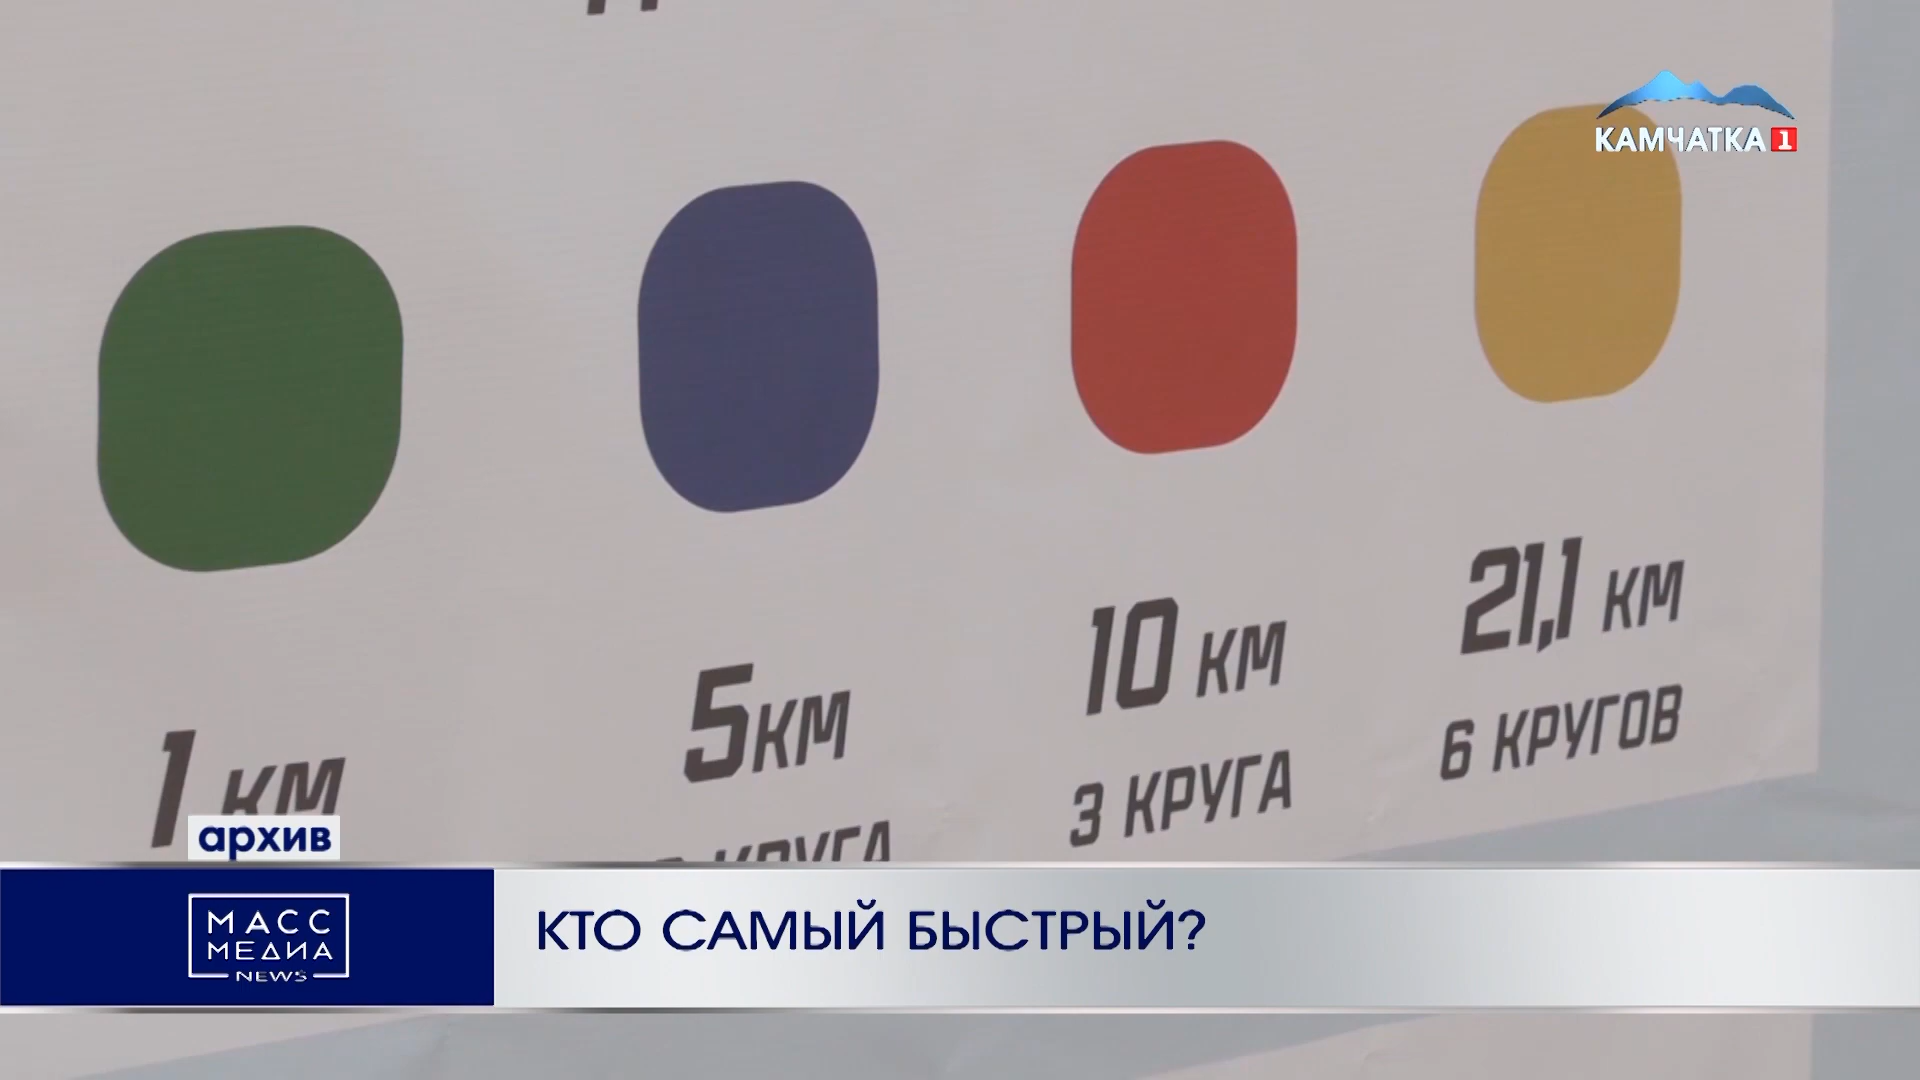 КАМЧАТКА 1
1 КМ
5КМ
КРУГА
10 КМ
3 КРУГА
21,1 КМ
6 КРУГОВ
архив
МАСС
МЕДИА
NEWS
КТО САМЫЙ БЫСТРЫЙ?